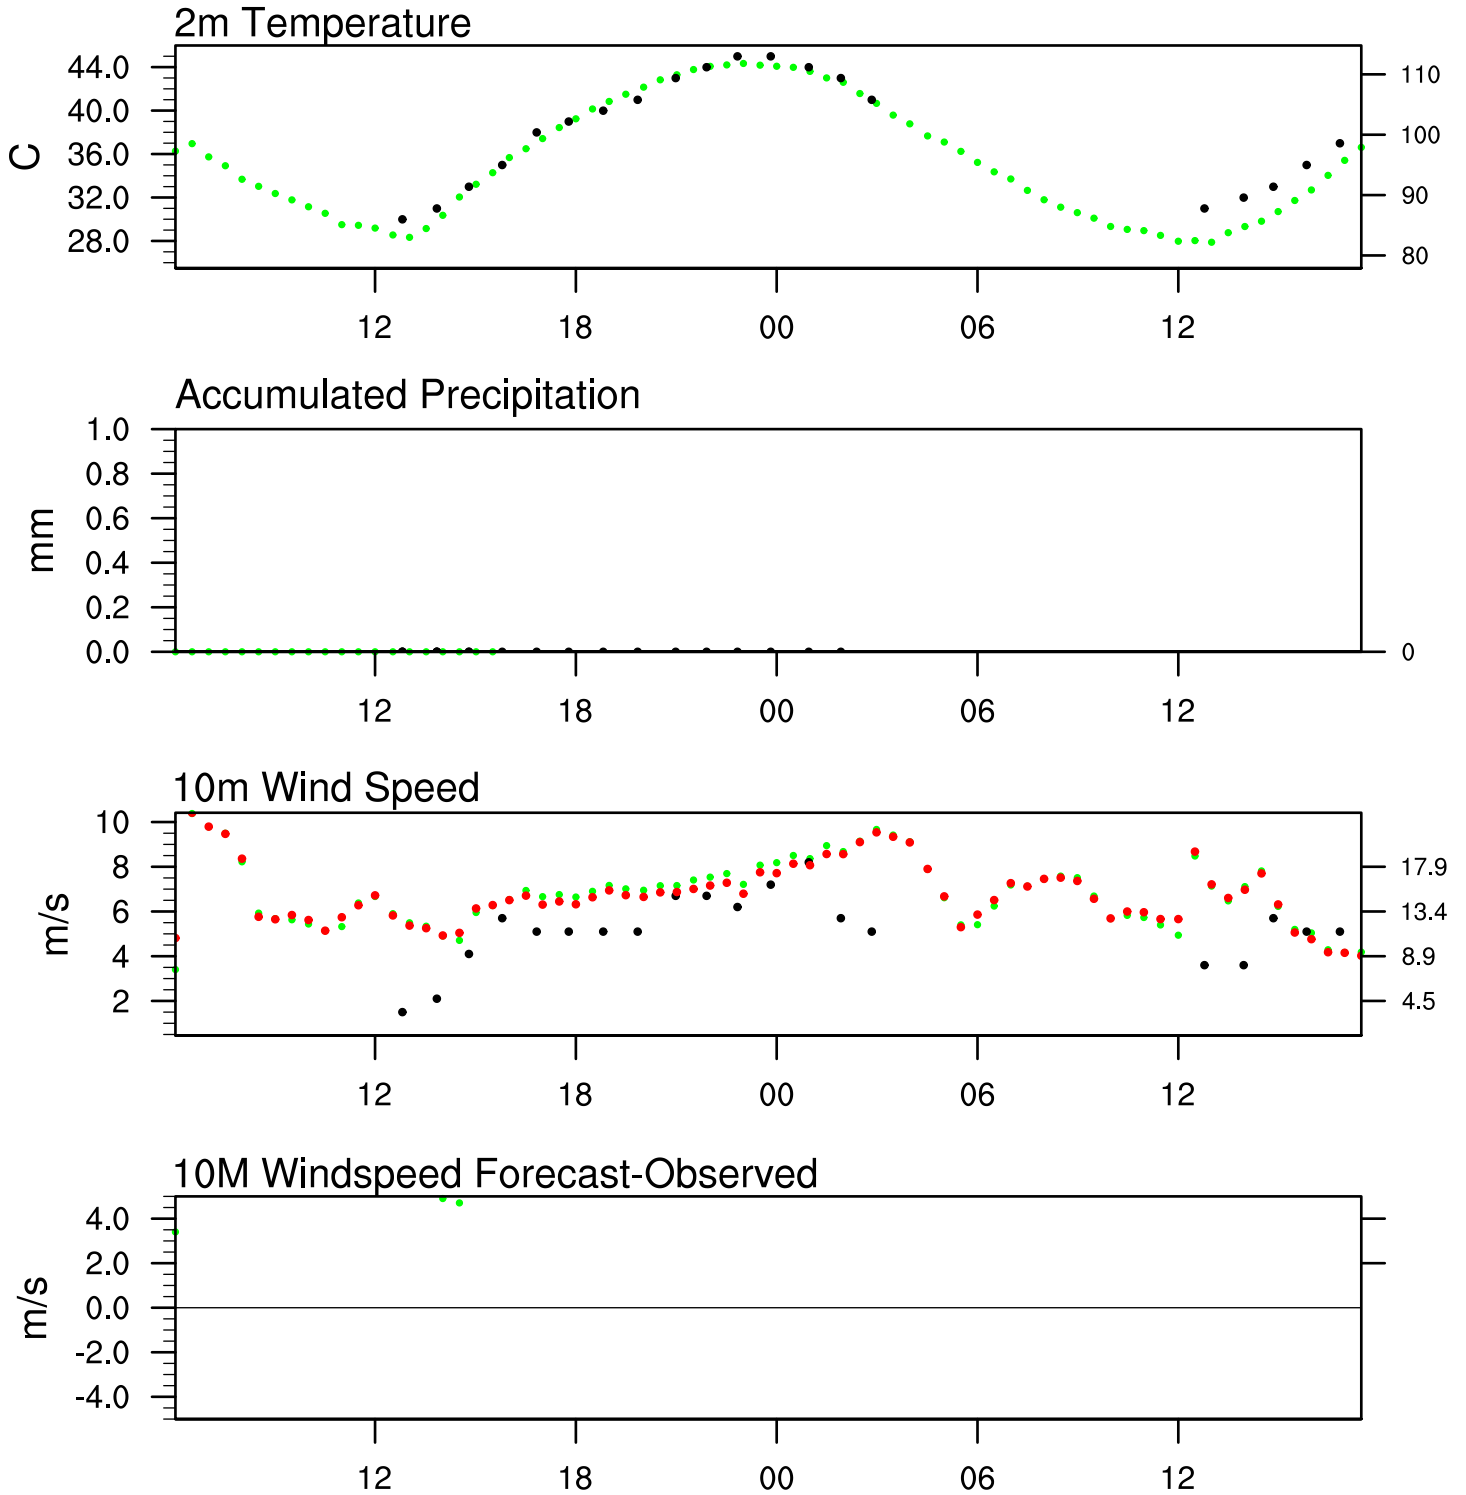 2m Temperature
44.0
40.0
36.0
32.0
28.0
C
110
100
90
80
12 18 00 06 12
Accumulated Precipitation
1.0
0.8
0.6
0.4
0.2
0.0
mm
0
12 18 00 06 12
10m Wind Speed
10
8
6
4
2
m/s
17.9
13.4
8.9
4.5
12 18 00 06 12
10M Windspeed Forecast-Observed
4.0
2.0
0.0
-2.0
-4.0
m/s
12 18 00 06 12